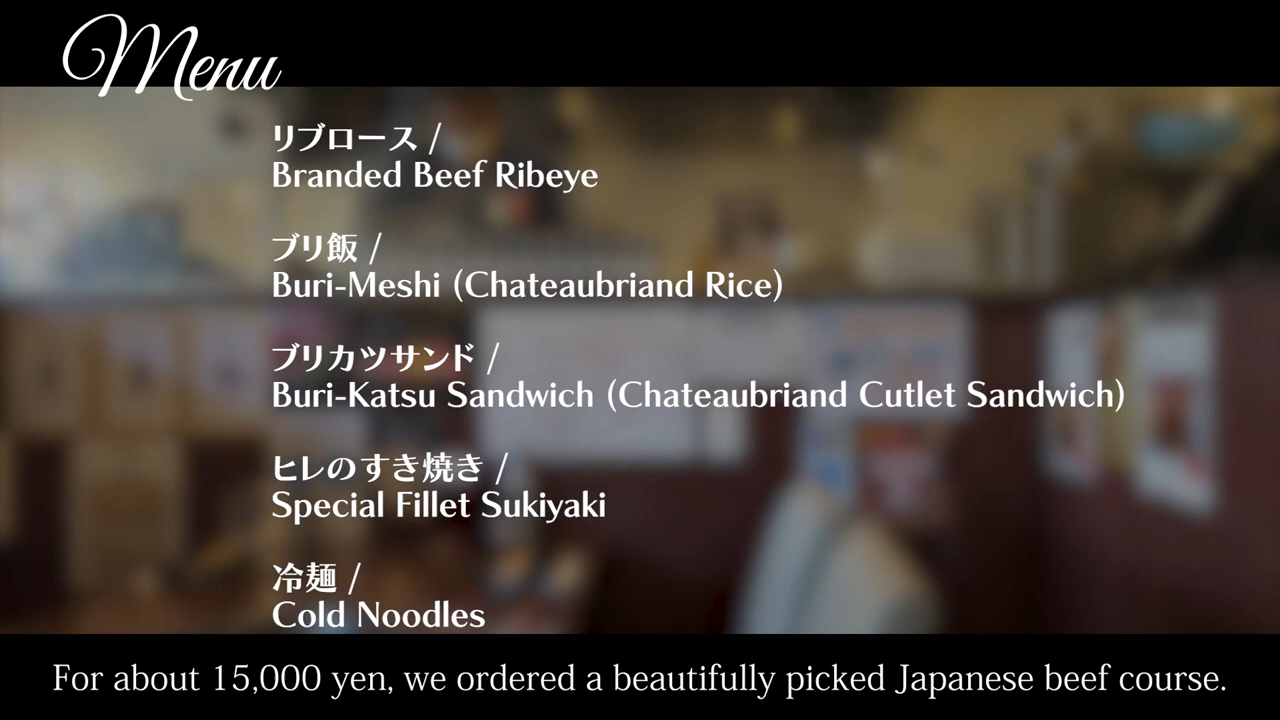 Menu
リブロース /
Branded Beef Ribeye
ブリ飯 /
Buri-Meshi (Chateaubriand Rice)
ブリカツサンド /
Buri-Katsu Sandwich (Chateaubriand Cutlet Sandwich)
ヒレのすき焼き /
Special Fillet Sukiyaki
冷麺 /
Cold Noodles
For about 15,000 yen, we ordered a beautifully picked Japanese beef course.